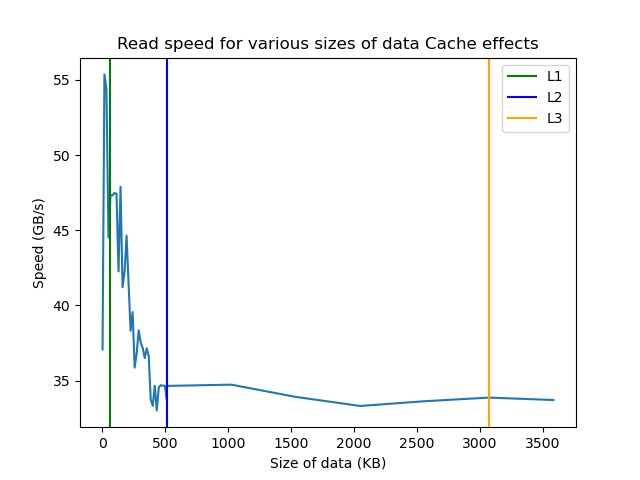 Read speed for various sizes of data Cache effects
L1
L2
L3
Speed (GB/s)
55
50
45
40
35
0 500 1000 1500 2000 2500 3000 3500
Size of data (KB)